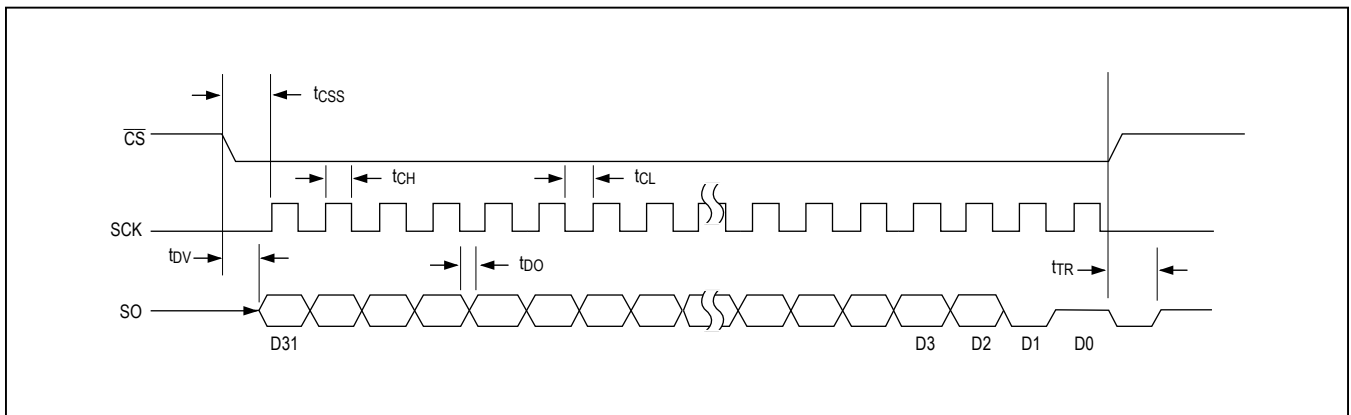 tCSS
CS
tCH
tCL
SCK
tDV
tDO
tTR
SO
D31
D3 D2 D1 D0